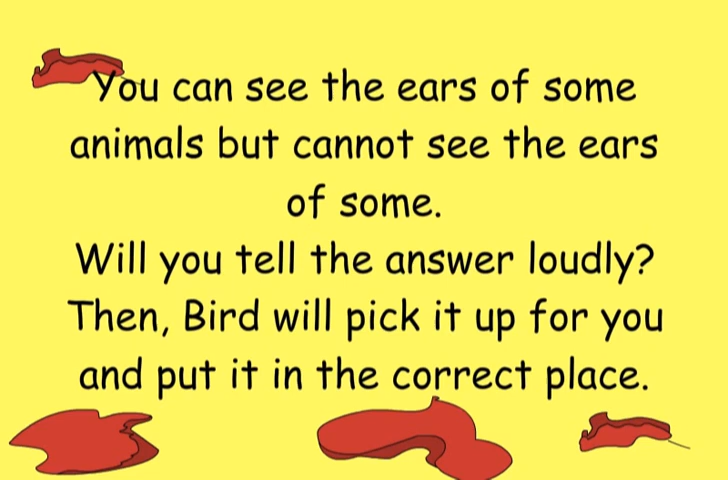 You can see the ears of some
animals but cannot see the ears
of some.
Will you tell the answer loudly?
Then, Bird will pick it up for you
and put it in the correct place.